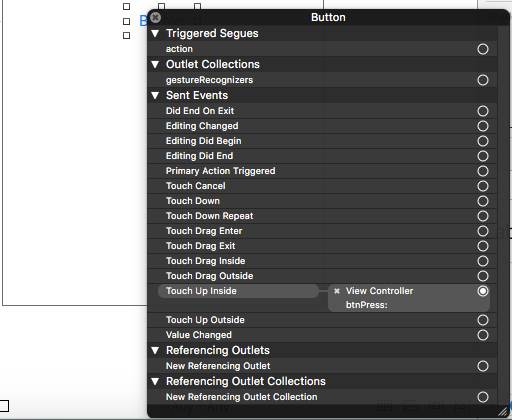 Button
Triggered Segues
action
Outlet Collections
gestureRecognizers
Sent Events
Did End On Exit
Editing Changed
Editing Did Begin
Editing Did End
Primary Action Triggered
Touch Cancel
Touch Down
Touch Down Repeat
Touch Drag Enter
Touch Drag Exit
Touch Drag Inside
Touch Drag Outside
Touch Up Inside
View Controller
btnPress:
Touch Up Outside
Value Changed
Referencing Outlets
New Referencing Outlet
Referencing Outlet Collections
New Referencing Outlet Collection